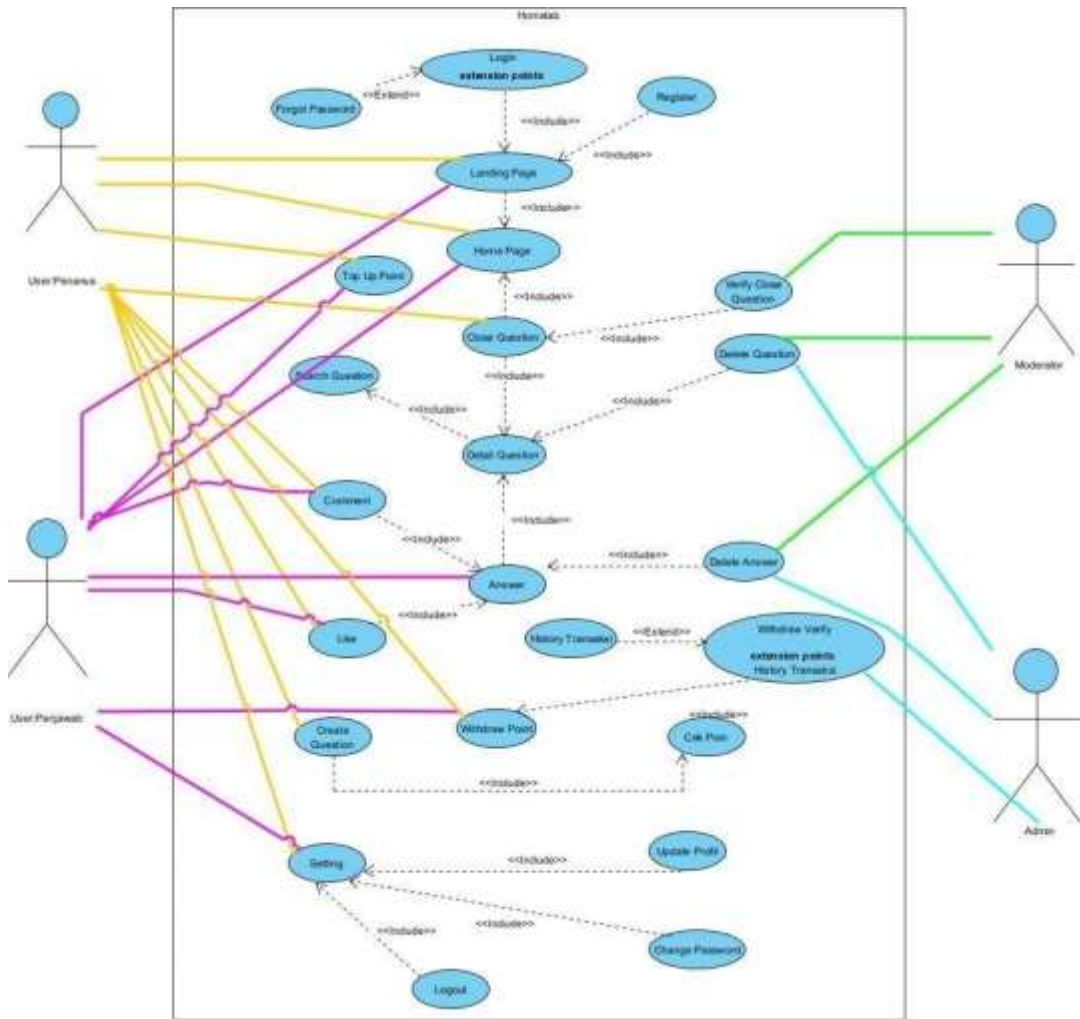 Homelab
Login
extension points
Forgot Password
<<Extend>>
Register
<<Include>>
<<Include>>
Landing Page
<<Include>>
Home Page
Top Up Point
User Penanya
<<Include>>
Verify Close
Question
Close Question
<<Include>>
Delete Question
Moderator
Search Question
<<Include>>
<<Include>>
<<Include>>
Detail Question
Comment
<<Include>>
<<Include>>
<<Include>>
Delete Answer
Answer
<<Include>>
Like
History Transaksi
<<Extend>>
Withdraw Verify
extension points
History Transaksi
User Penjawab
Create
Question
Withdraw Point
<<Include>>
Cek Poin
<<Include>>
Admin
Setting
<<Include>>
Update Profil
<<Include>>
<<Include>>
Change Password
Logout